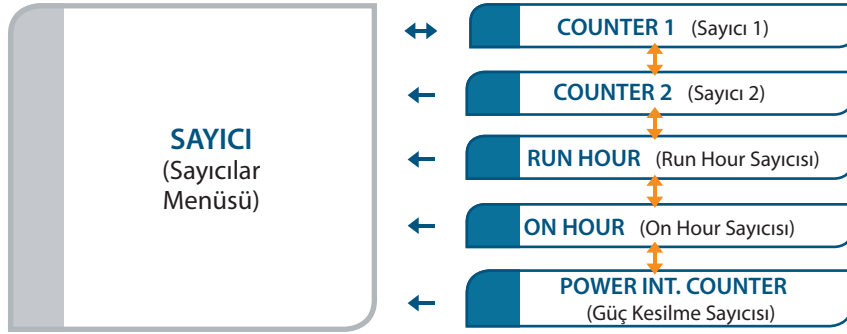 SAYICI
(Sayıcılar
Menüsü)
COUNTER 1 (Sayıcı 1)
COUNTER 2 (Sayıcı 2)
RUN HOUR (Run Hour Sayıcısı)
ON HOUR (On Hour Sayıcısı)
POWER INT. COUNTER
(Güç Kesilme Sayıcısı)